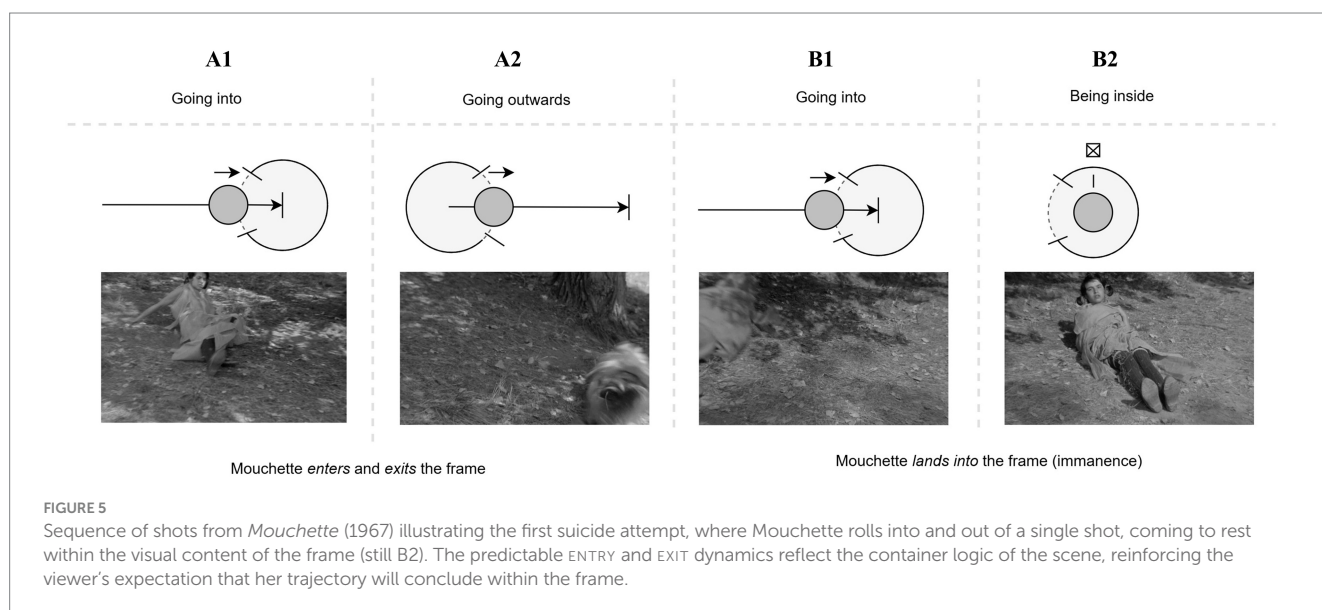 A1 A2 B1 B2
Going into Going outwards Going into Being inside
Mouchette enters and exits the frame Mouchette lands into the frame (immanence)
FIGURE 5
Sequence of shots from Mouchette (1967) illustrating the first suicide attempt, where Mouchette rolls into and out of a single shot, coming to rest
within the visual content of the frame (still B2). The predictable ENTRY and EXIT dynamics reflect the container logic of the scene, reinforcing the
viewer’s expectation that her trajectory will conclude within the frame.